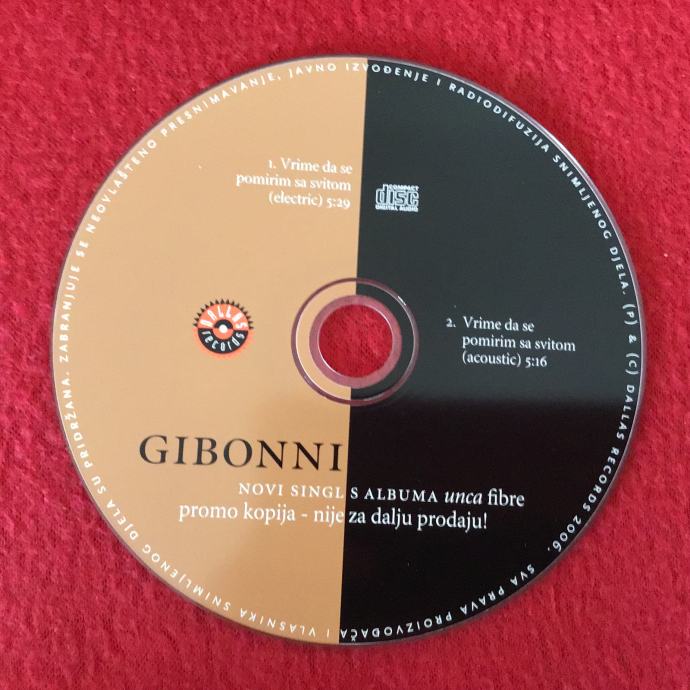 1. Vrime da se
pomirim sa svitom
(electric) 5:29
COMPACT
disc
DIGITAL AUDIO
DALLAS
records
2. Vrime da se
pomirim sa svitom
(acoustic) 5:16
GIBONNI
NOVI SINGL S ALBUMA unca fibre
promo kopija - nije za dalju prodaju!
SVA PRAVA PROIZVOĐAČA I VLASNIKA SNIMLJENOG DJELA SU PRIDRŽANA. ZABRANJUJE SE NEOVLAŠTENO PRESNIMAVANJE, JAVNO IZVOĐENJE I RADIODIFUZIJA SNIMLJENOG DJELA. (P) & (C) DALLAS RECORDS 2006.